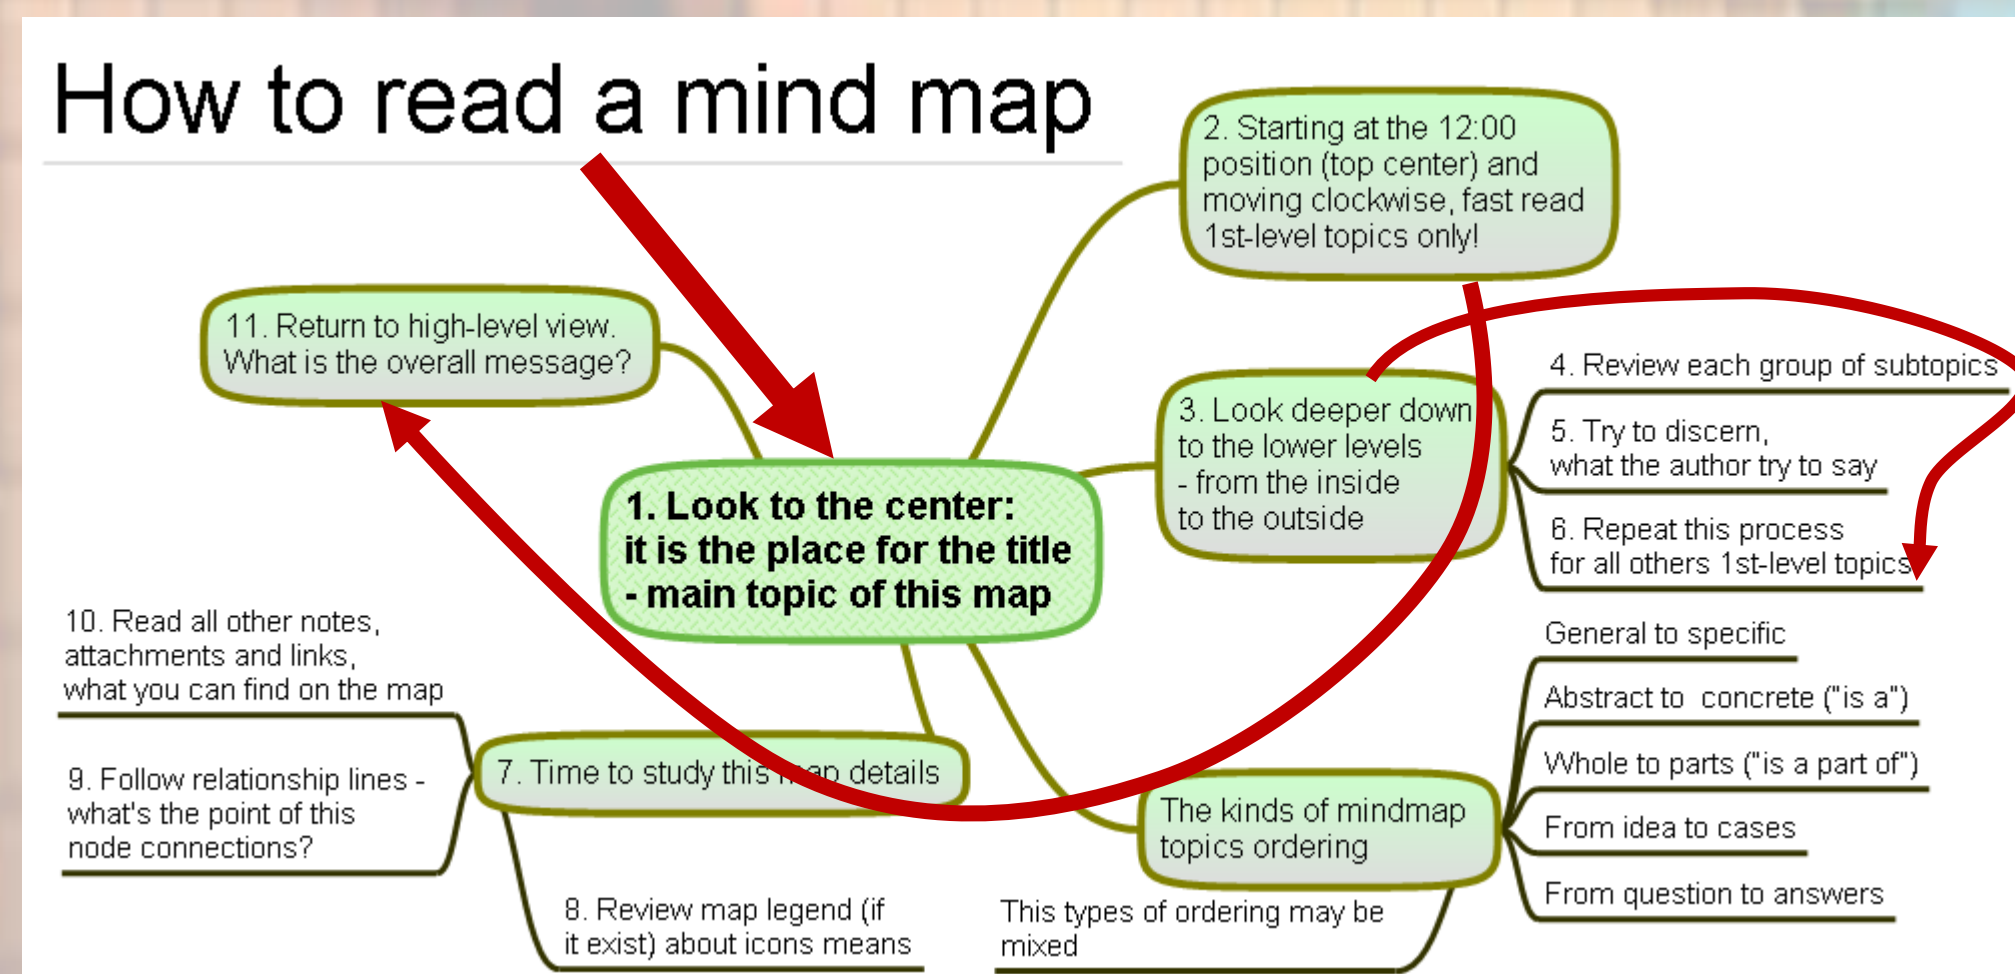 How to read a mind map
1. Look to the center:
it is the place for the title
- main topic of this map
2. Starting at the 12:00
position (top center) and
moving clockwise, fast read
1st-level topics only!
3. Look deeper down
to the lower levels
- from the inside
to the outside
4. Review each group of subtopics
5. Try to discern,
what the author try to say
6. Repeat this process
for all others 1st-level topics
The kinds of mindmap
topics ordering
General to specific
Abstract to concrete ("is a")
Whole to parts ("is a part of")
From idea to cases
From question to answers
This types of ordering may be
mixed
7. Time to study this map details
8. Review map legend (if
it exist) about icons means
9. Follow relationship lines -
what's the point of this
node connections?
10. Read all other notes,
attachments and links,
what you can find on the map
11. Return to high-level view.
What is the overall message?